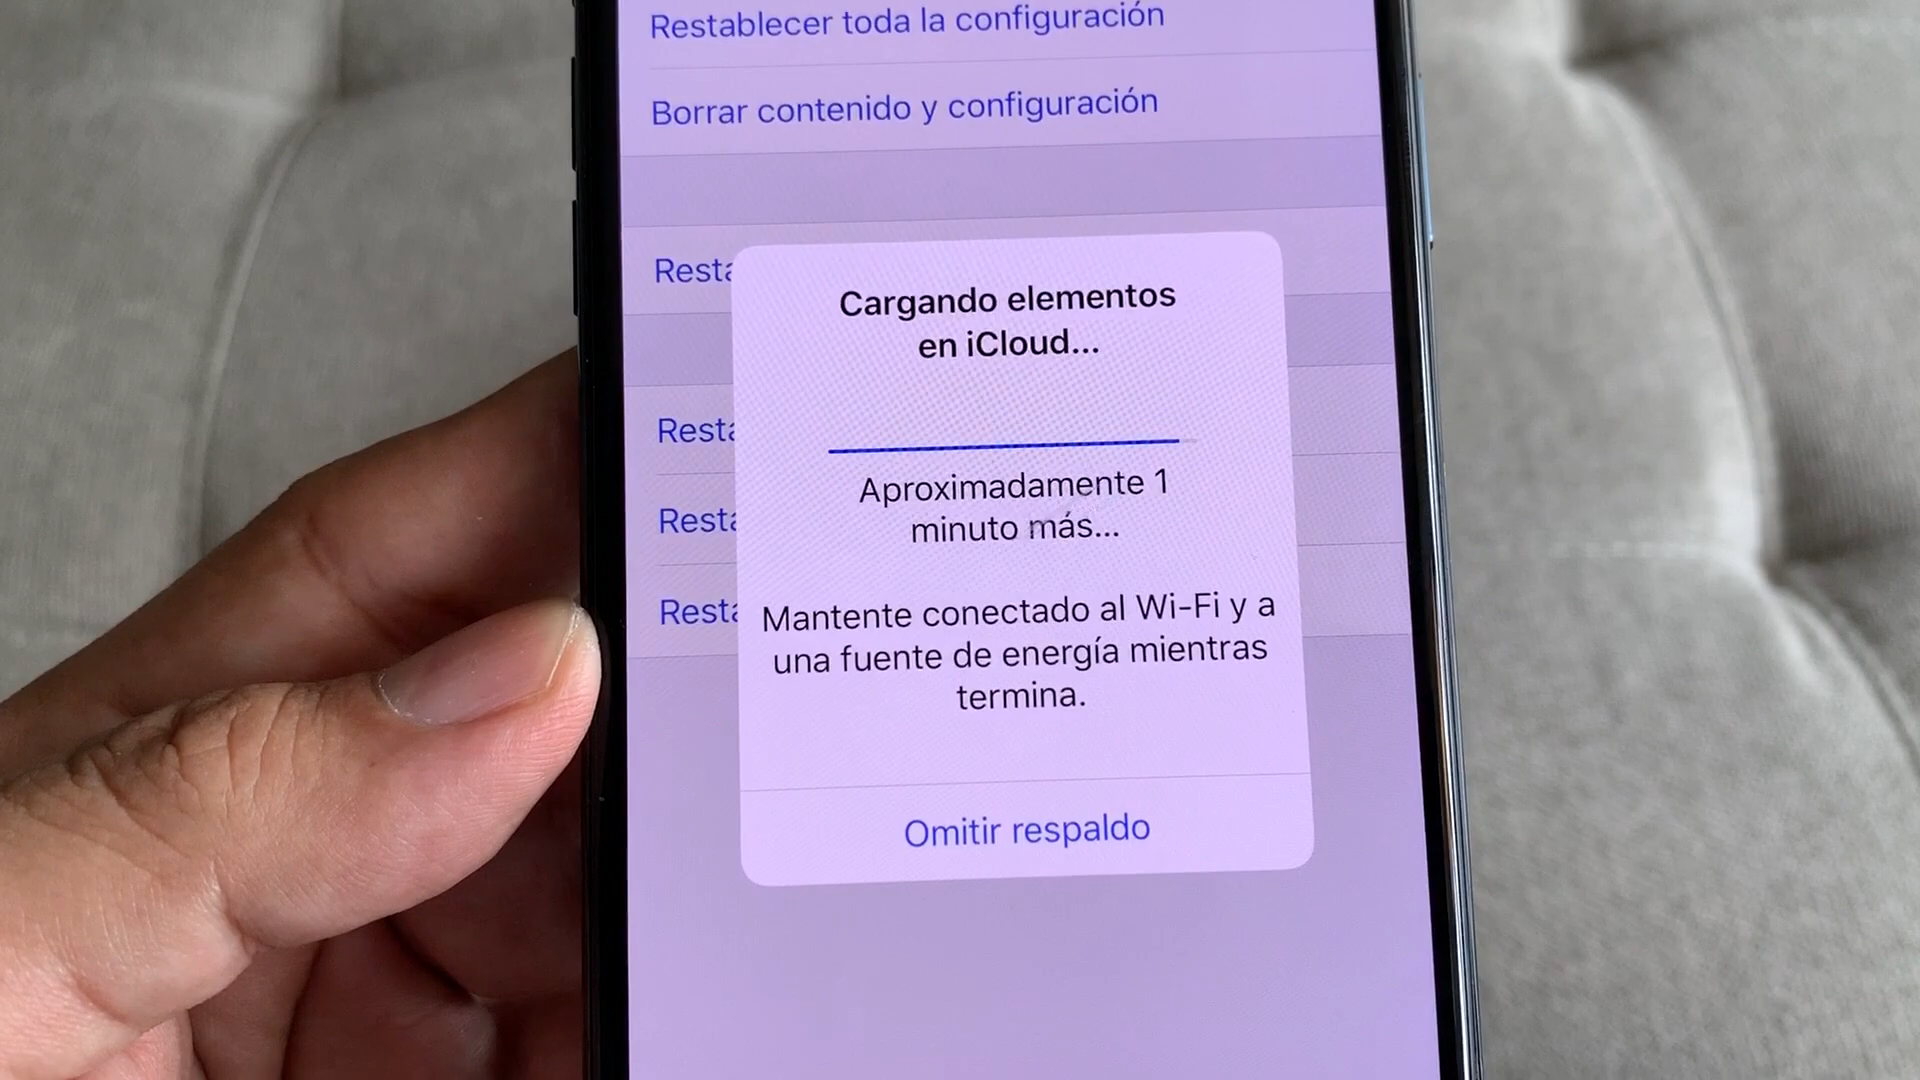 Restablecer toda la configuración
Borrar contenido y configuración
Resta
Cargando elementos
en iCloud...
Resta
Aproximadamente 1
minuto más...
Resta
Resta
Mantente conectado al Wi-Fi y a
una fuente de energía mientras
termina.
Omitir respaldo